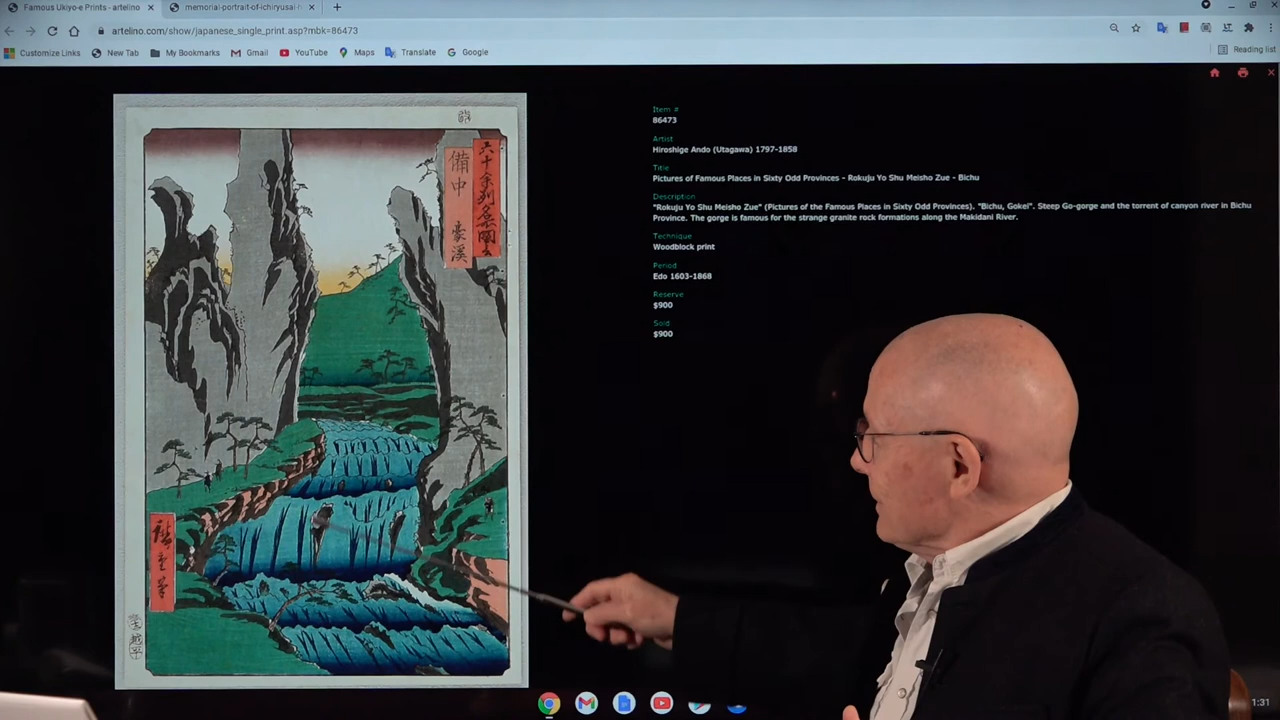 Famous Ukiyo-e Prints - artelino
memorial-portrait-of-ichiryusai-h
artelino.com/show/japanese_single_print.asp?mbk=86473
Customize Links
New Tab
My Bookmarks
Gmail
YouTube
Maps
Translate
Google
Reading list
六十余州名所図会
備中 豪渓
廣重筆
越平
Item #
86473
Artist
Hiroshige Ando (Utagawa) 1797-1858
Title
Pictures of Famous Places in Sixty Odd Provinces - Rokuju Yo Shu Meisho Zue - Bichu
Description
"Rokuju Yo Shu Meisho Zue" (Pictures of the Famous Places in Sixty Odd Provinces). "Bichu, Gokei". Steep Go-gorge and the torrent of canyon river in Bichu
Province. The gorge is famous for the strange granite rock formations along the Makidani River.
Technique
Woodblock print
Period
Edo 1603-1868
Reserve
$900
Sold
$900
1:31